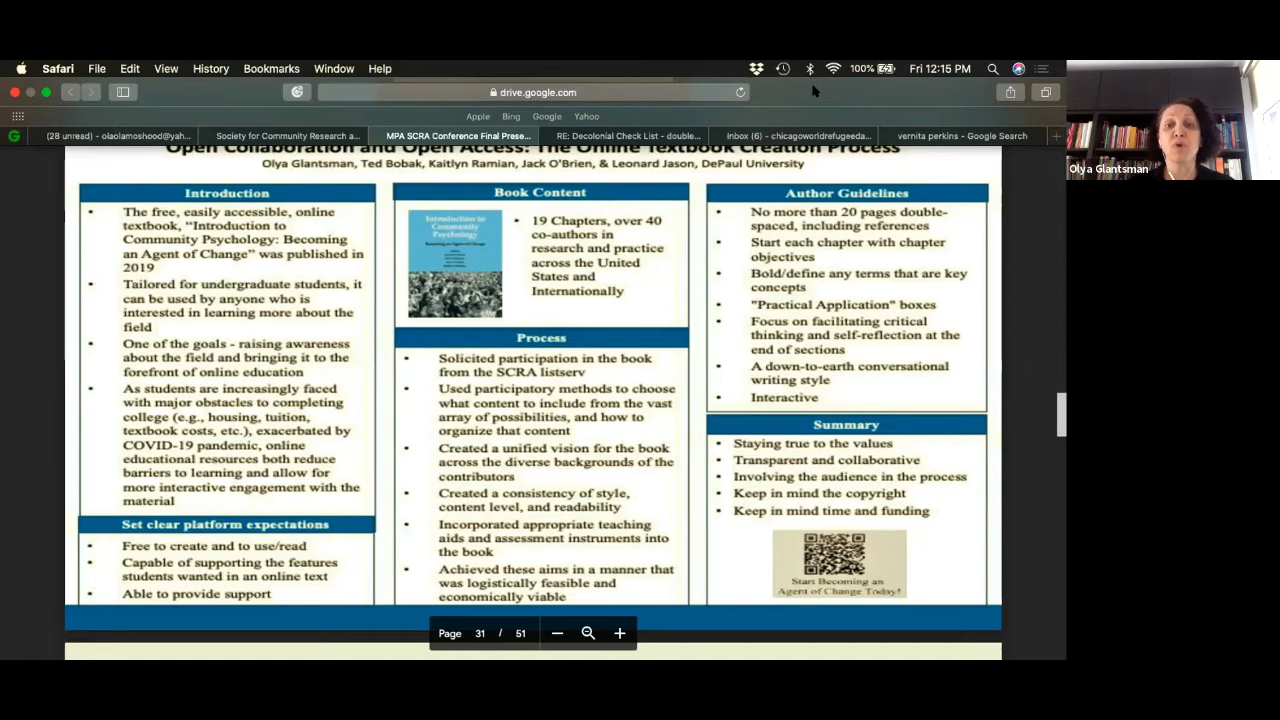 Safari File Edit View History Bookmarks Window Help
100% Fri 12:15 PM
drive.google.com
Apple Bing Google Yahoo
(28 unread) - olaolamoshood@yah...
Society for Community Research a...
MPA SCRA Conference Final Prese...
RE: Decolonial Check List - double...
Inbox (6) - chicagoworldrefugeeda...
vernita perkins - Google Search
Open Collaboration and Open Access: The Online Textbook Creation Process
Olya Glantsman, Ted Bobak, Kaitlyn Ramian, Jack O'Brien, & Leonard Jason, DePaul University
Introduction
• The free, easily accessible, online
textbook, “Introduction to
Community Psychology: Becoming
an Agent of Change” was published in
2019
• Tailored for undergraduate students, it
can be used by anyone who is
interested in learning more about the
field
• One of the goals - raising awareness
about the field and bringing it to the
forefront of online education
• As students are increasingly faced
with major obstacles to completing
college (e.g., housing, tuition,
textbook costs, etc.), exacerbated by
COVID-19 pandemic, online
educational resources both reduce
barriers to learning and allow for
more interactive engagement with the
material
Set clear platform expectations
• Free to create and to use/read
• Capable of supporting the features
students wanted in an online text
• Able to provide support
Book Content
Introduction to
Community
Psychology
• 19 Chapters, over 40
co-authors in
research and practice
across the United
States and
Internationally
Process
• Solicited participation in the book
from the SCRA listserv
• Used participatory methods to choose
what content to include from the vast
array of possibilities, and how to
organize that content
• Created a unified vision for the book
across the diverse backgrounds of the
contributors
• Created a consistency of style,
content level, and readability
• Incorporated appropriate teaching
aids and assessment instruments into
the book
• Achieved these aims in a manner that
was logistically feasible and
economically viable
Author Guidelines
• No more than 20 pages double-
spaced, including references
• Start each chapter with chapter
objectives
• Bold/define any terms that are key
concepts
• "Practical Application" boxes
• Focus on facilitating critical
thinking and self-reflection at the
end of sections
• A down-to-earth conversational
writing style
• Interactive
Summary
• Staying true to the values
• Transparent and collaborative
• Involving the audience in the process
• Keep in mind the copyright
• Keep in mind time and funding
Start Becoming an
Agent of Change Today!
Page 31 / 51
Olya Glantsman